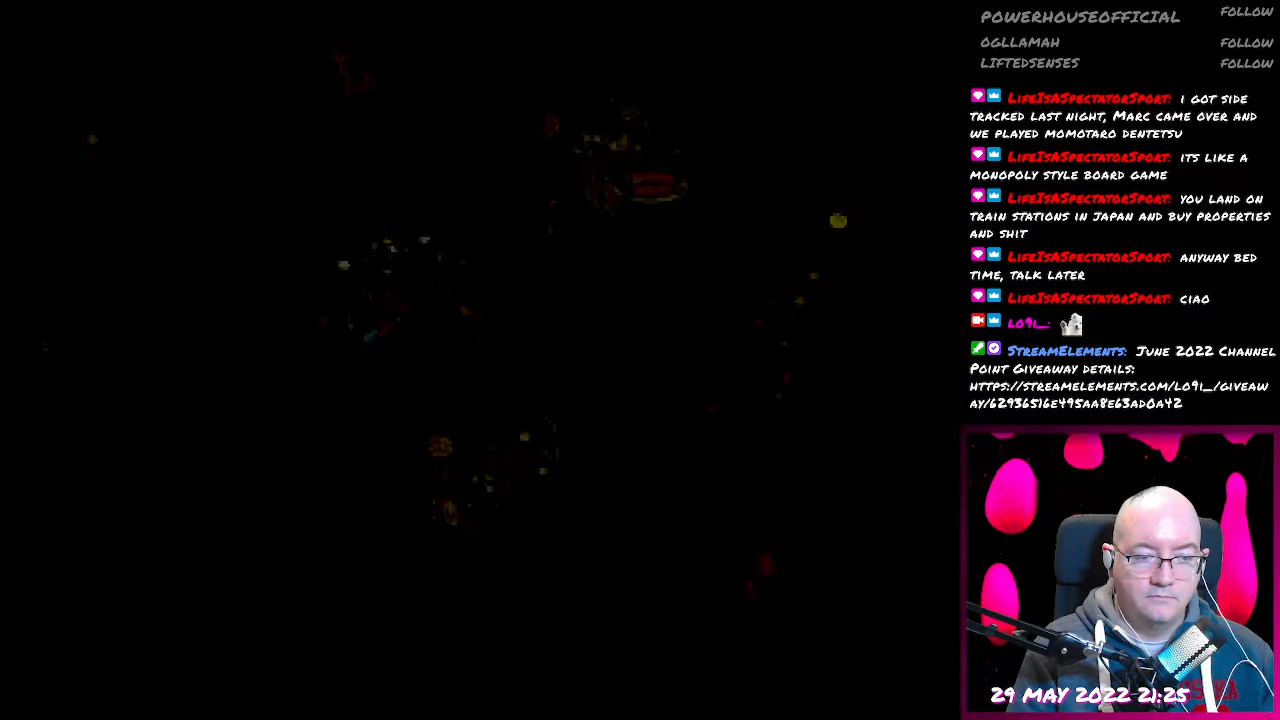 POWERHOUSEOFFICIAL FOLLOW
OGLLAMAH FOLLOW
LIFTEDSENSES FOLLOW
LIFEISASPECTATORSPORT: I GOT SIDE
TRACKED LAST NIGHT, MARC CAME OVER AND
WE PLAYED MOMOTARO DENTETSU
LIFEISASPECTATORSPORT: ITS LIKE A
MONOPOLY STYLE BOARD GAME
LIFEISASPECTATORSPORT: YOU LAND ON
TRAIN STATIONS IN JAPAN AND BUY PROPERTIES
AND SHIT
LIFEISASPECTATORSPORT: ANYWAY BED
TIME, TALK LATER
LIFEISASPECTATORSPORT: CIAO
LO9I_:
STREAMELEMENTS: JUNE 2022 CHANNEL
POINT GIVEAWAY DETAILS:
HTTPS://STREAMELEMENTS.COM/LO9I_/GIVEAW
AY/62936516E495AA8E63AD0A42
29 MAY 2022 21:25